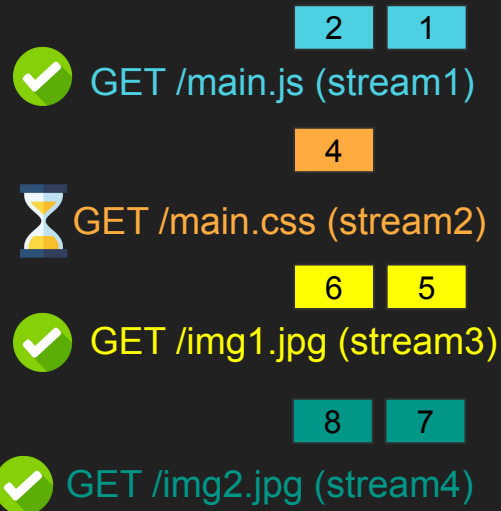 2 1
GET /main.js (stream1)
4
GET /main.css (stream2)
6 5
GET /img1.jpg (stream3)
8 7
GET /img2.jpg (stream4)